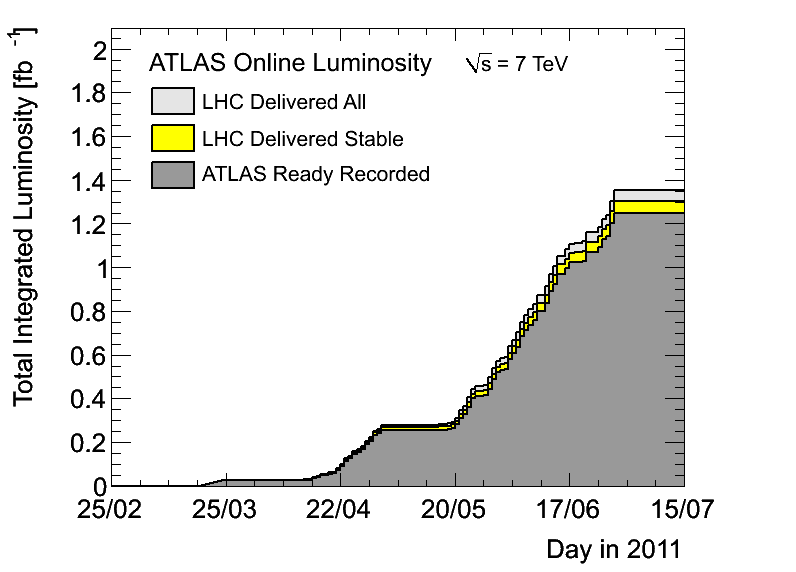 Total Integrated Luminosity [fb⁻¹]
ATLAS Online Luminosity √s = 7 TeV
LHC Delivered All
LHC Delivered Stable
ATLAS Ready Recorded
2
1.8
1.6
1.4
1.2
1
0.8
0.6
0.4
0.2
0
25/02 25/03 22/04 20/05 17/06 15/07
Day in 2011